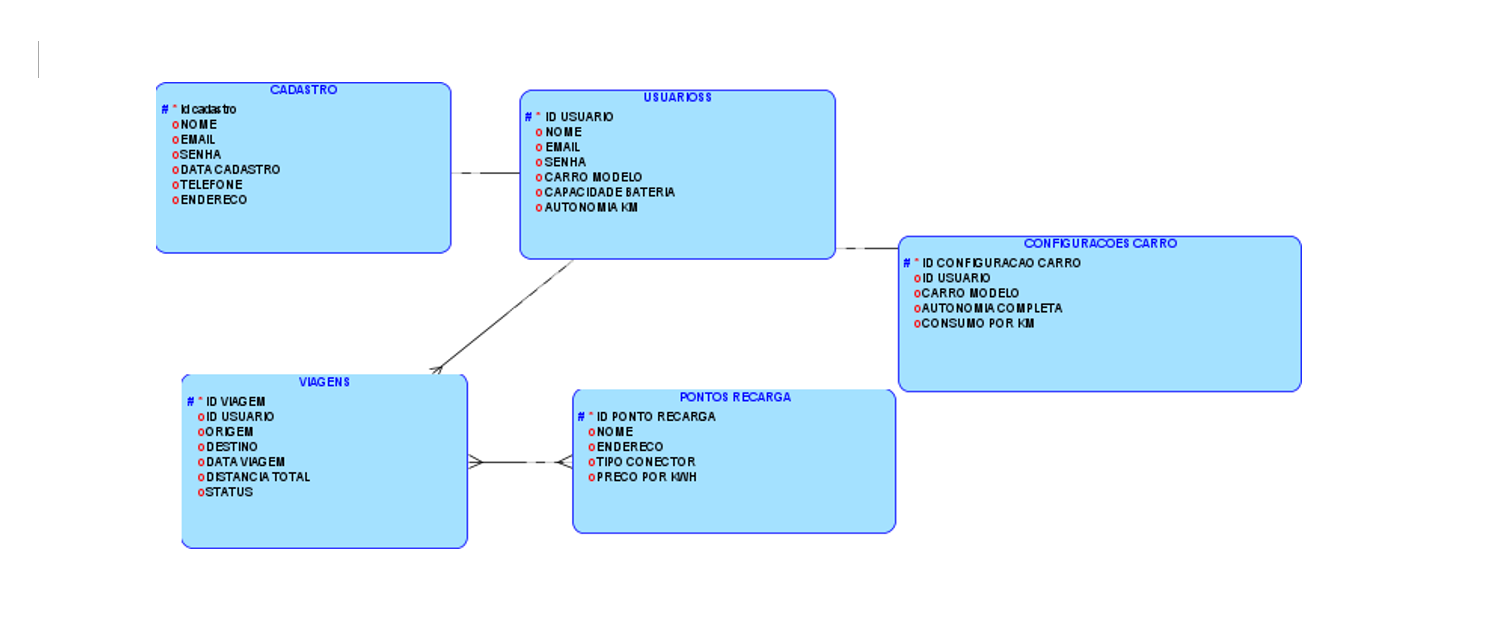 CADASTRO
# * Id cadastro
o NOME
o EMAIL
o SENHA
o DATA CADASTRO
o TELEFONE
o ENDERECO
USUARIOSS
# * ID USUARIO
o NOME
o EMAIL
o SENHA
o CARRO MODELO
o CAPACIDADE BATERIA
o AUTONOMIA KM
CONFIGURACOES CARRO
# * ID CONFIGURACAO CARRO
o ID USUARIO
o CARRO MODELO
o AUTONOMIA COMPLETA
o CONSUMO POR KM
VIAGENS
# * ID VIAGEM
o ID USUARIO
o ORIGEM
o DESTINO
o DATA VIAGEM
o DISTANCIA TOTAL
o STATUS
PONTOS RECARGA
# * ID PONTO RECARGA
o NOME
o ENDERECO
o TIPO CONECTOR
o PRECO POR KWH